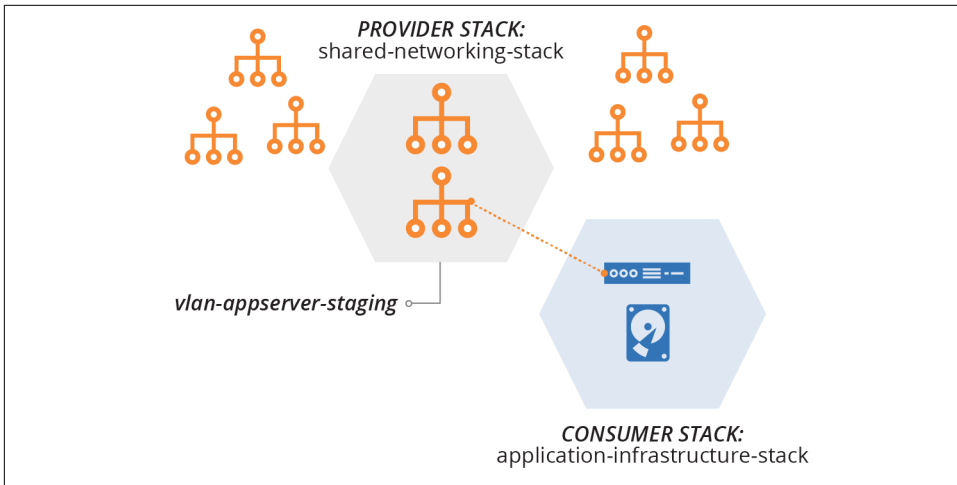 PROVIDER STACK:
shared-networking-stack
vlan-appserver-staging
CONSUMER STACK:
application-infrastructure-stack